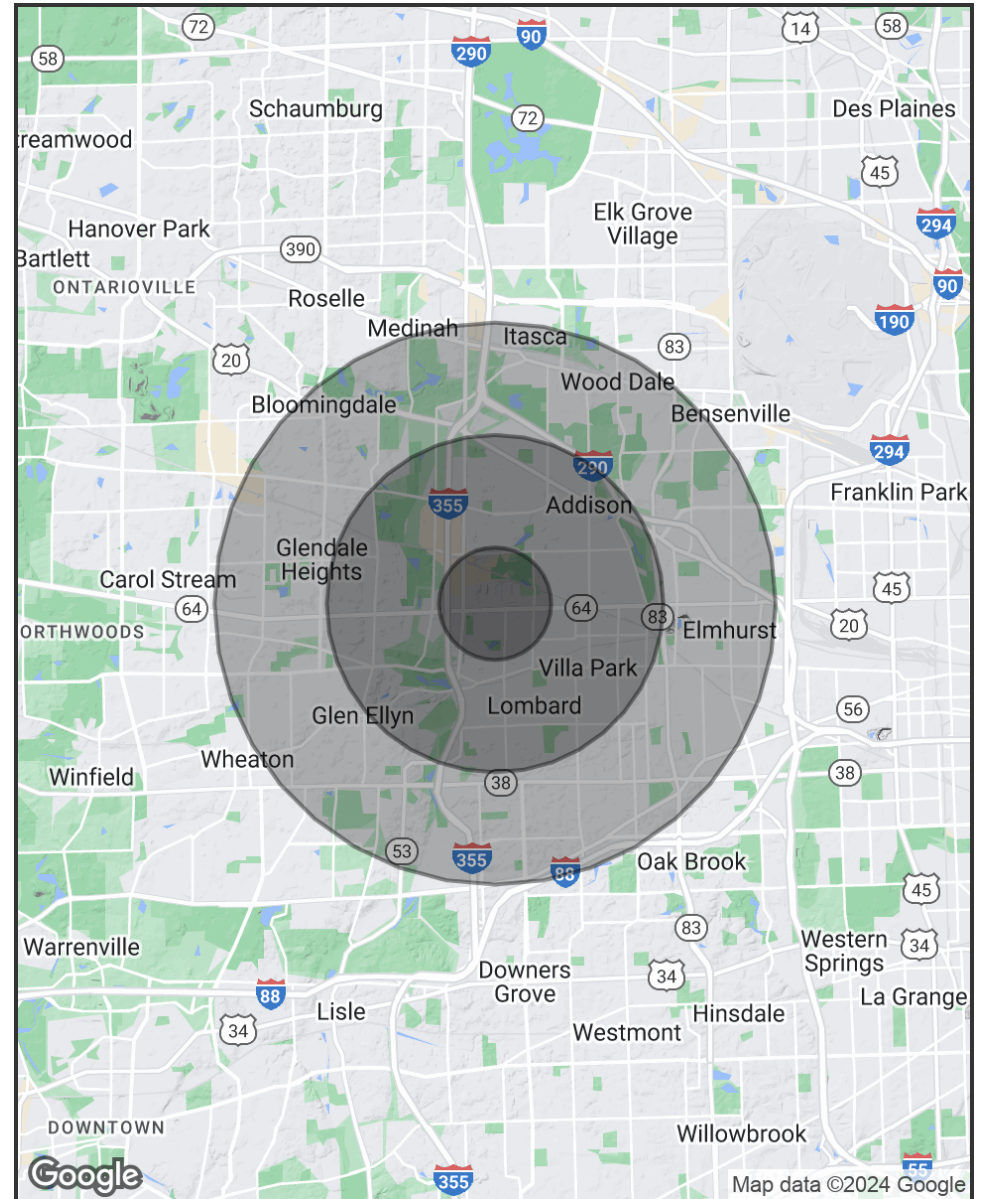 72
58
290
90
14
58
Schaumburg
72
Des Plaines
treamwood
45
Elk Grove
Village
294
Hanover Park
390
Bartlett
ONTARIOVILLE
90
Roselle
190
Medinah
Itasca
83
20
Wood Dale
Bloomingdale
Bensenville
294
290
Franklin Park
355
Addison
Glendale
Heights
Carol Stream
64
64
83
45
20
ORTHWOODS
Elmhurst
Villa Park
Lombard
56
Glen Ellyn
Wheaton
Winfield
38
38
53
355
88
Oak Brook
45
83
Warrenville
Western
Springs
34
Downers
Grove
34
88
La Grange
Lisle
Hinsdale
34
Westmont
DOWNTOWN
Willowbrook
Google
355
55
Map data ©2024 Google